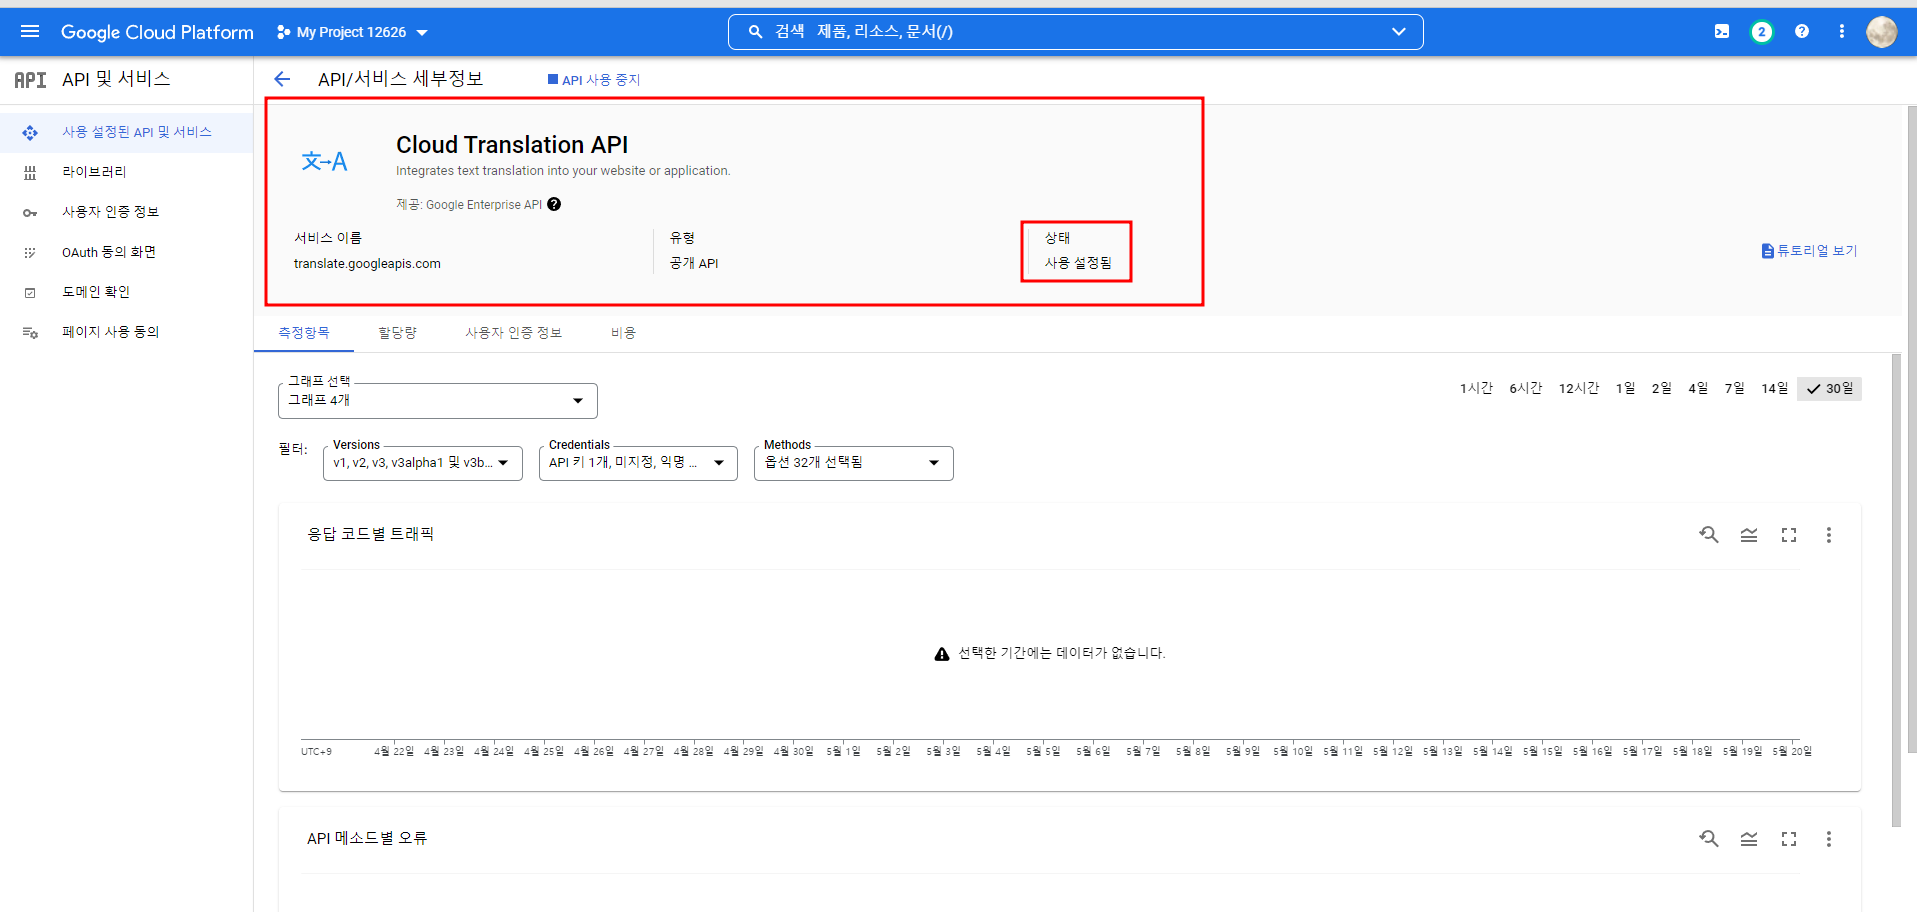 Google Cloud Platform
My Project 12626
검색 제품, 리소스, 문서(/)
2
API
API 및 서비스
API/서비스 세부정보
API 사용 중지
사용 설정된 API 및 서비스
라이브러리
사용자 인증 정보
OAuth 동의 화면
도메인 확인
페이지 사용 동의
文→A
Cloud Translation API
Integrates text translation into your website or application.
제공: Google Enterprise API
서비스 이름
translate.googleapis.com
유형
공개 API
상태
사용 설정됨
튜토리얼 보기
측정항목 할당량 사용자 인증 정보 비용
그래프 선택
그래프 4개
1시간 6시간 12시간 1일 2일 4일 7일 14일 30일
필터:
Versions
v1, v2, v3, v3alpha1 및 v3b...
Credentials
API 키 1개, 미지정, 익명 ...
Methods
옵션 32개 선택됨
응답 코드별 트래픽
선택한 기간에는 데이터가 없습니다.
UTC+9 4월 22일 4월 23일 4월 24일 4월 25일 4월 26일 4월 27일 4월 28일 4월 29일 4월 30일 5월 1일 5월 2일 5월 3일 5월 4일 5월 5일 5월 6일 5월 7일 5월 8일 5월 9일 5월 10일 5월 11일 5월 12일 5월 13일 5월 14일 5월 15일 5월 16일 5월 17일 5월 18일 5월 19일 5월 20일
API 메소드별 오류